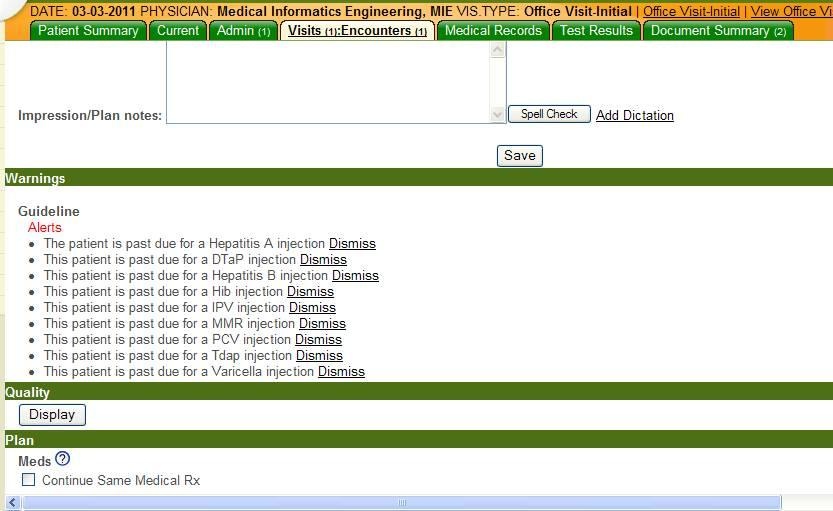 DATE: 03-03-2011 PHYSICIAN: Medical Informatics Engineering, MIE VIS.TYPE: Office Visit-Initial | Office Visit-Initial | View Office Vi
Patient Summary Current Admin (1) Visits (1):Encounters (1) Medical Records Test Results Document Summary (2)
Impression/Plan notes: Spell Check Add Dictation
Save
Warnings
Guideline
Alerts
The patient is past due for a Hepatitis A injection Dismiss
This patient is past due for a DTaP injection Dismiss
This patient is past due for a Hepatitis B injection Dismiss
This patient is past due for a Hib injection Dismiss
This patient is past due for a IPV injection Dismiss
This patient is past due for a MMR injection Dismiss
This patient is past due for a PCV injection Dismiss
This patient is past due for a Tdap injection Dismiss
This patient is past due for a Varicella injection Dismiss
Quality
Display
Plan
Meds ?
Continue Same Medical Rx